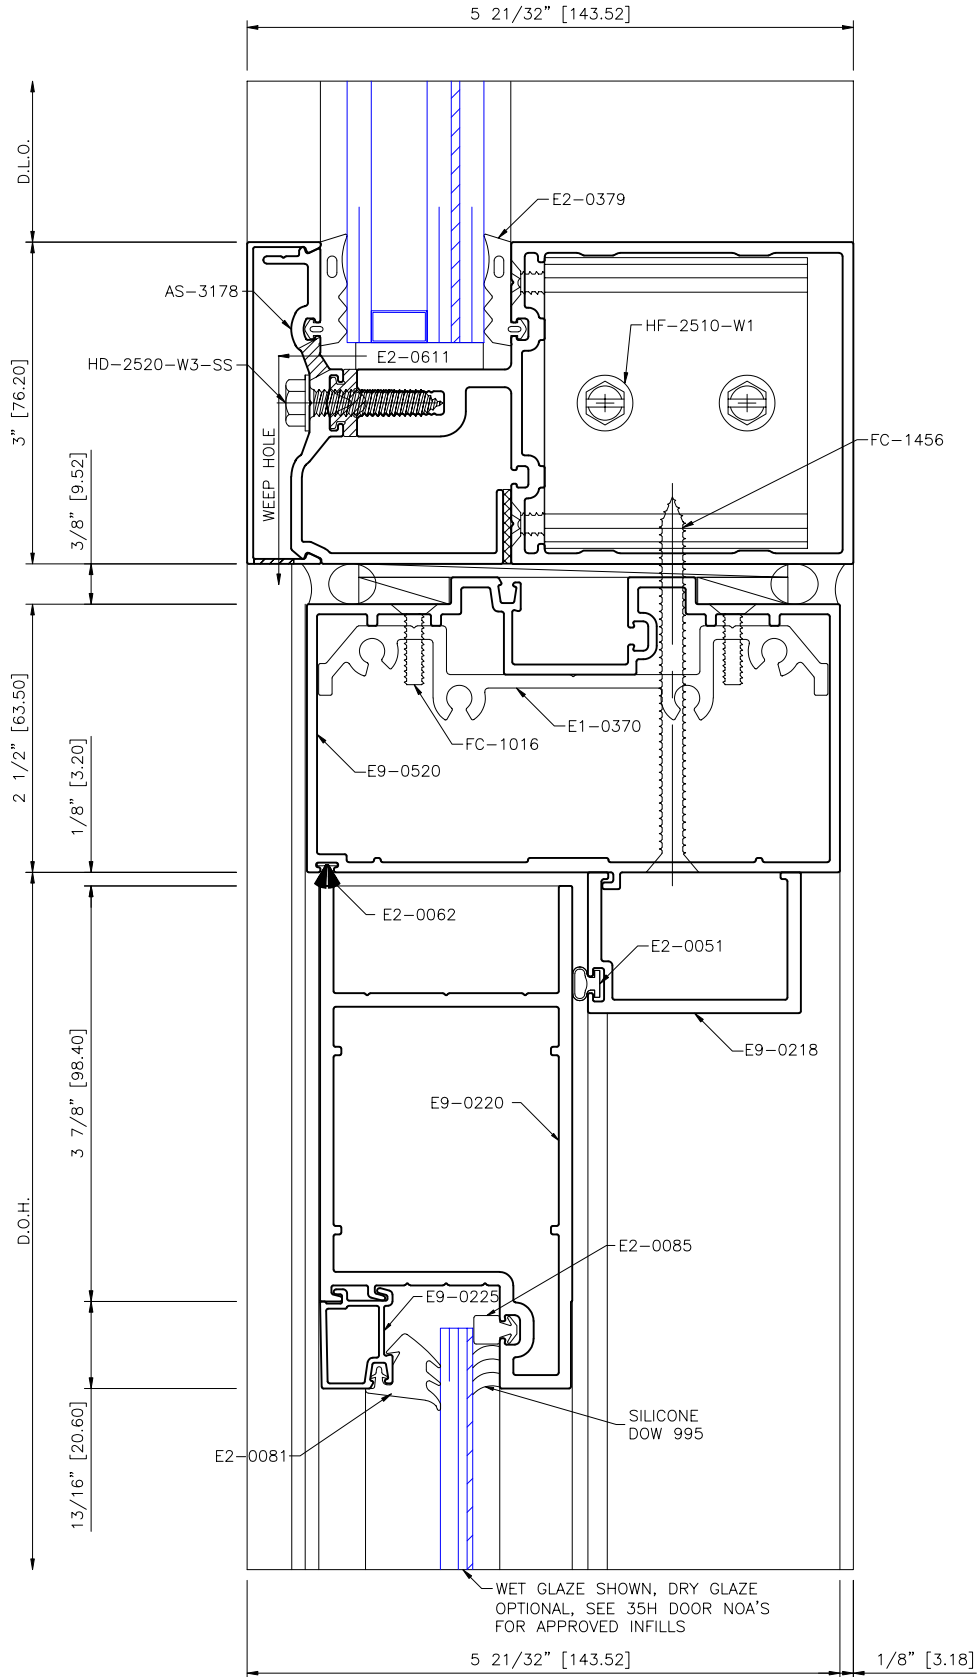 5 21/32" [143.52]
D.L.O.
E2-0379
AS-3178
HF-2510-W1
E2-0611
HD-2520-W3-SS
3" [76.20]
FC-1456
WEEP HOLE
3/8" [9.52]
2 1/2" [63.50]
E1-0370
FC-1016
E9-0520
1/8" [3.20]
E2-0062
E2-0051
E9-0218
3 7/8" [98.40]
E9-0220
D.O.H.
E2-0085
E9-0225
SILICONE
DOW 995
E2-0081
13/16" [20.60]
WET GLAZE SHOWN, DRY GLAZE
OPTIONAL, SEE 35H DOOR NOA'S
FOR APPROVED INFILLS
5 21/32" [143.52]
1/8" [3.18]